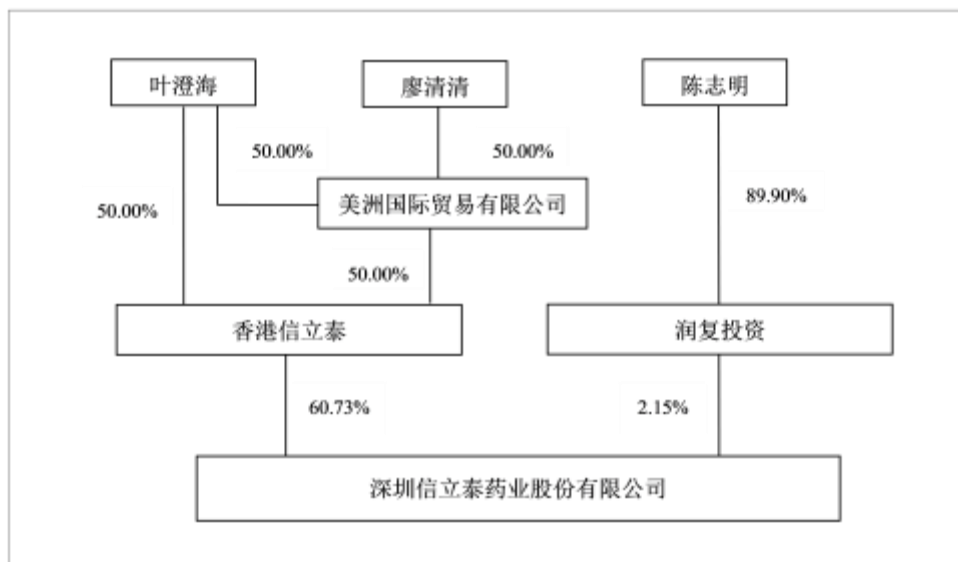 叶澄海
廖清清
陈志明
50.00%
50.00%
美洲国际贸易有限公司
89.90%
50.00%
50.00%
香港信立泰
润复投资
60.73%
2.15%
深圳信立泰药业股份有限公司